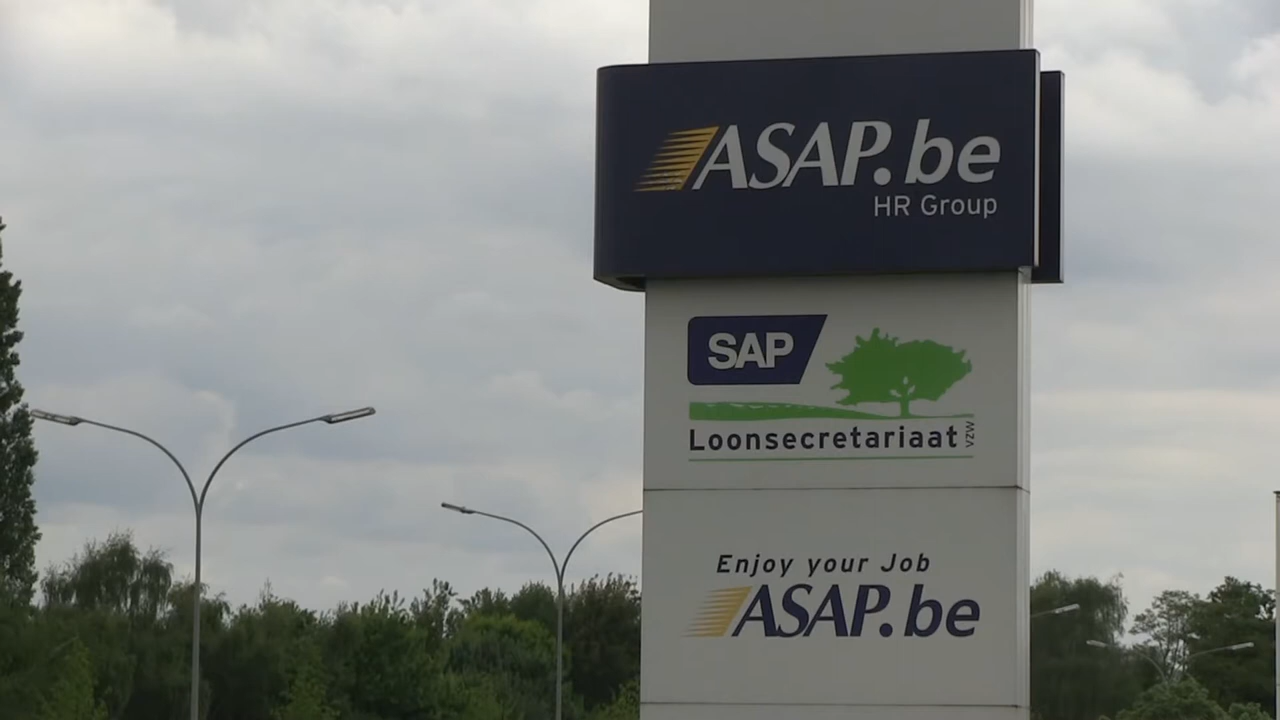 ASAP.be
HR Group
SAP
Loonsecretariaat vzw
Enjoy your Job
ASAP.be